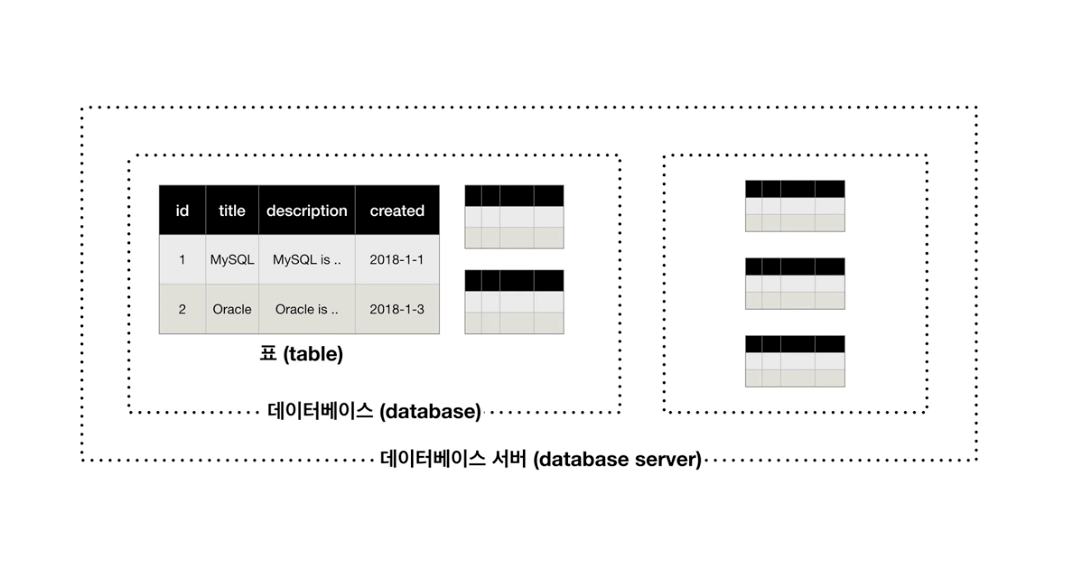 id title description created
1 MySQL MySQL is .. 2018-1-1
2 Oracle Oracle is .. 2018-1-3
표 (table)
데이터베이스 (database)
데이터베이스 서버 (database server)